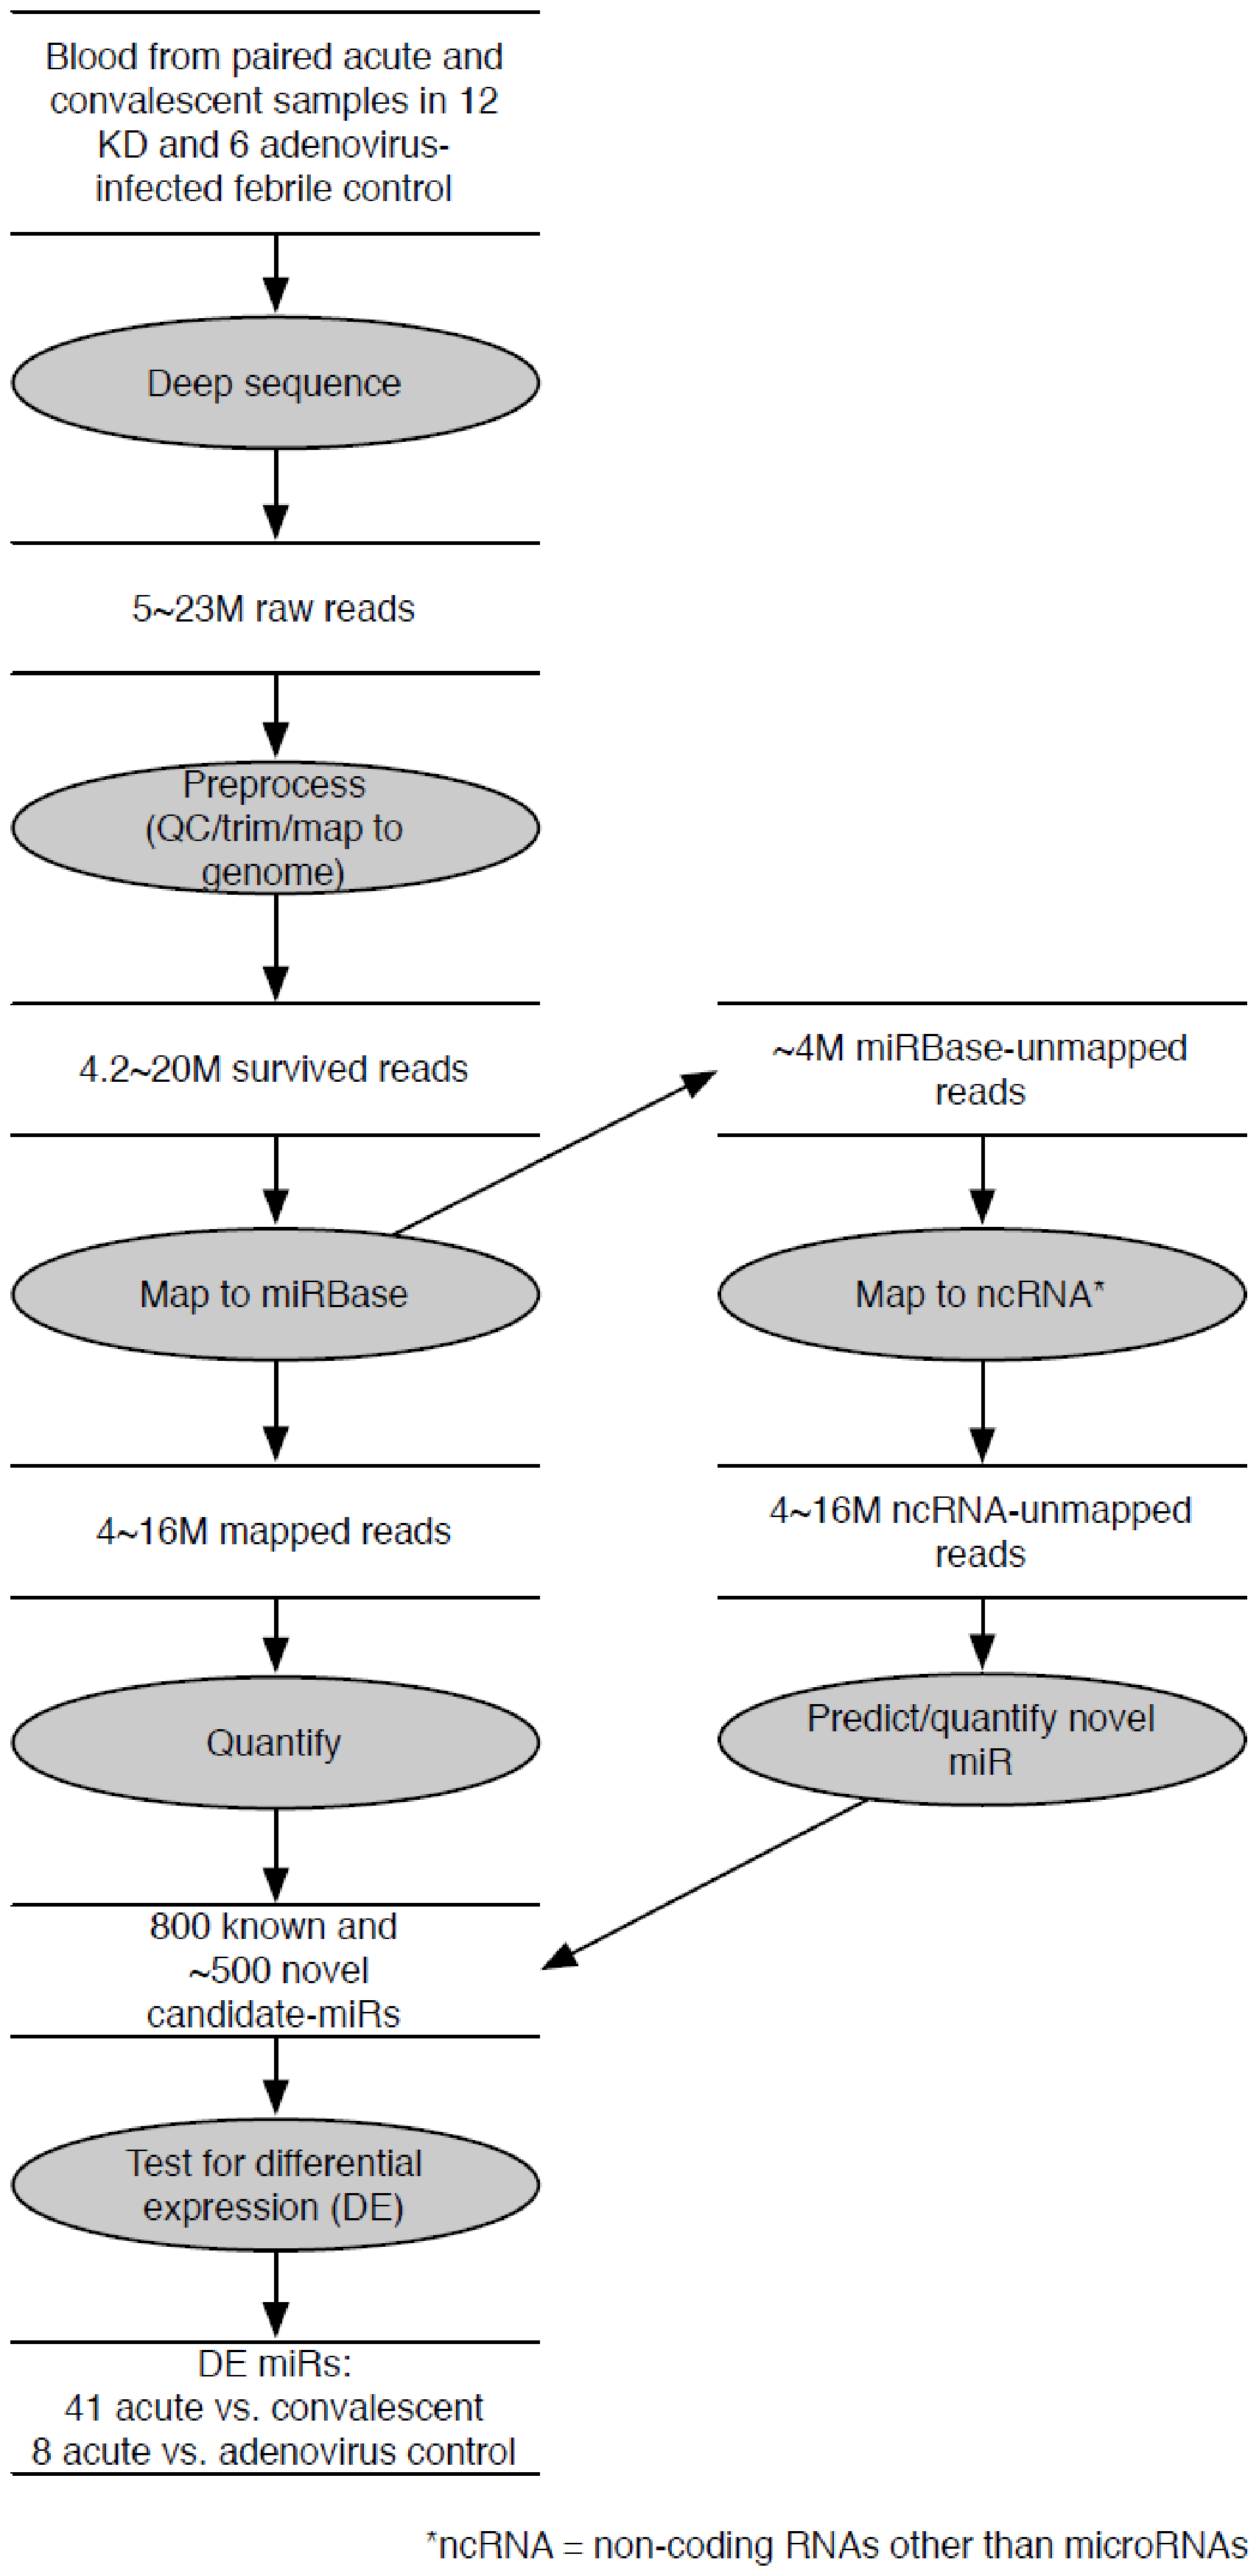 Blood from paired acute and
convalescent samples in 12
KD and 6 adenovirus-
infected febrile control
Deep sequence
5~23M raw reads
Preprocess
(QC/trim/map to
genome)
4.2~20M survived reads
~4M miRBase-unmapped
reads
Map to miRBase
Map to ncRNA*
4~16M mapped reads
4~16M ncRNA-unmapped
reads
Quantify
Predict/quantify novel
miR
800 known and
~500 novel
candidate-miRs
Test for differential
expression (DE)
DE miRs:
41 acute vs. convalescent
8 acute vs. adenovirus control
*ncRNA = non-coding RNAs other than microRNAs